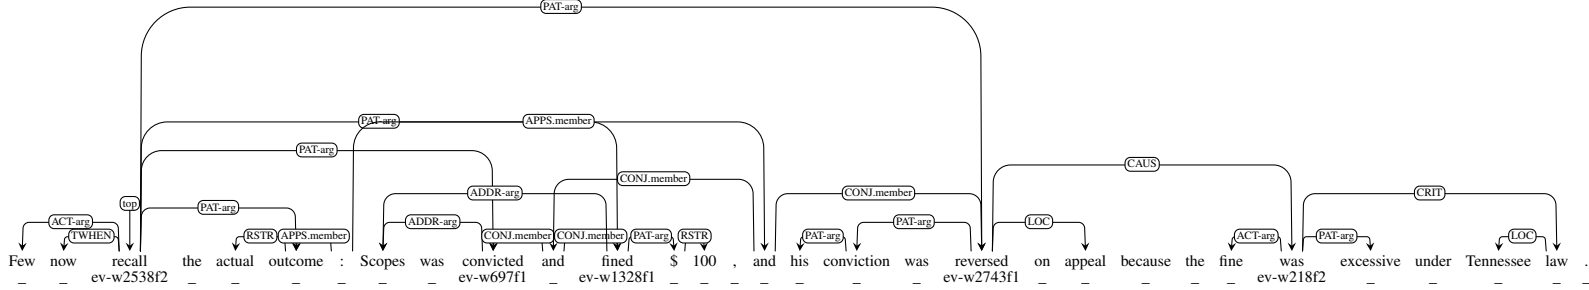 PAT-arg
PAT-arg APPS.member
PAT-arg
CAUS
CONJ.member
ADDR-arg CONJ.member CRIT
top PAT-arg
ACT-arg ADDR-arg PAT-arg LOC
TWHEN RSTR APPS.member CONJ.member CONJ.member PAT-arg RSTR PAT-arg ACT-arg PAT-arg LOC
Few now recall the actual outcome : Scopes was convicted and fined $ 100 , and his conviction was reversed on appeal because the fine was excessive under Tennessee law .
_ _ ev-w2538f2 _ _ _ _ _ _ ev-w697f1 _ ev-w1328f1 _ _ _ _ _ _ _ ev-w2743f1 _ _ _ _ _ ev-w218f2 _ _ _ _ _